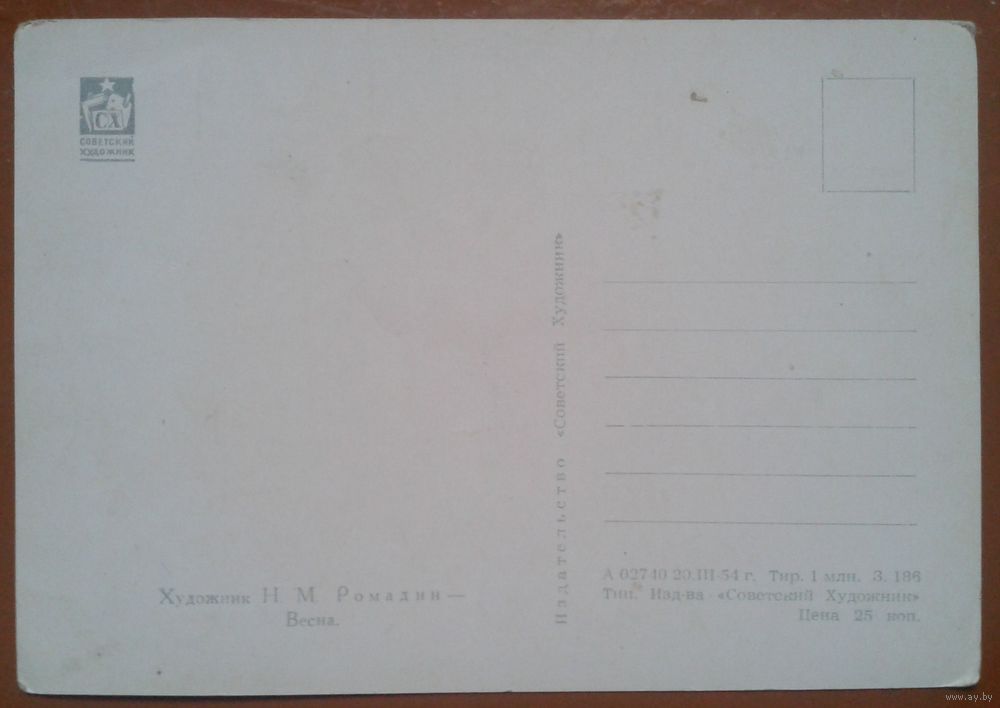 СХ
СОВЕТСКИЙ
ХУДОЖНИК
Художник Н. М. Ромадин —
Весна.
Издательство «Советский Художник»
А 02740 20.III-54 г. Тир. 1 млн. З. 186
Тип. Изд-ва «Советский Художник»
Цена 25 коп.
www.ay.by